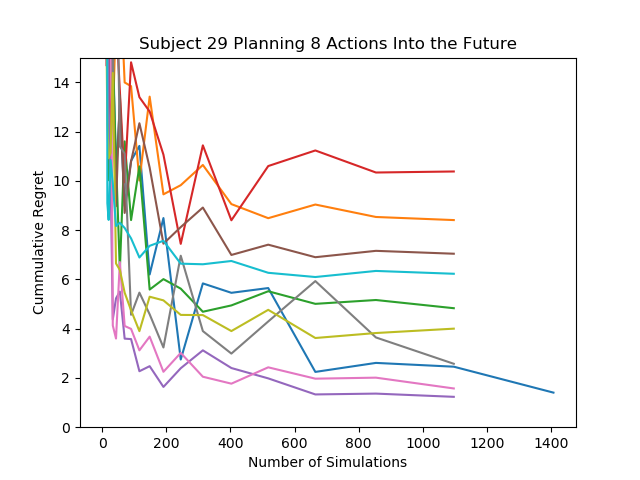 Subject 29 Planning 8 Actions Into the Future
Cummulative Regret
14
12
10
8
6
4
2
0
0 200 400 600 800 1000 1200 1400
Number of Simulations